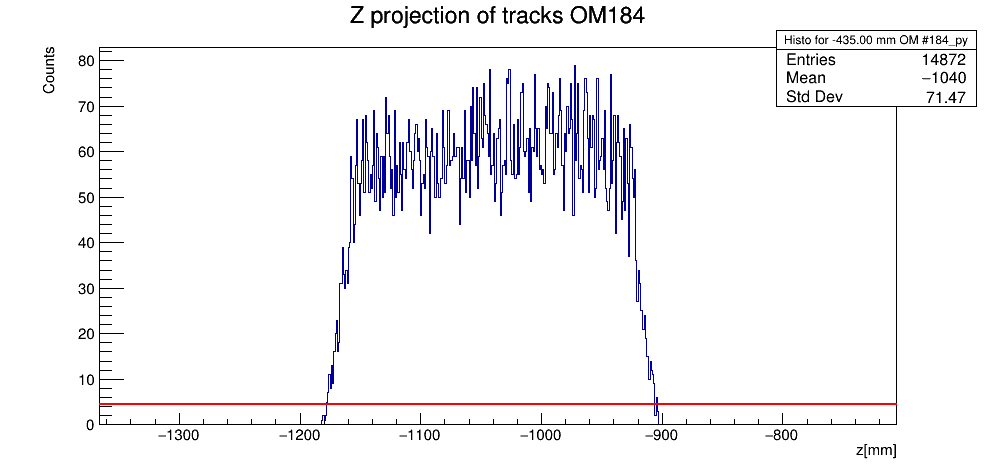 Z projection of tracks OM184
Histo for -435.00 mm OM #184_py
Entries 14872
Mean −1040
Std Dev 71.47
Counts
80
70
60
50
40
30
20
10
0
−1300 −1200 −1100 −1000 −900 −800
z[mm]